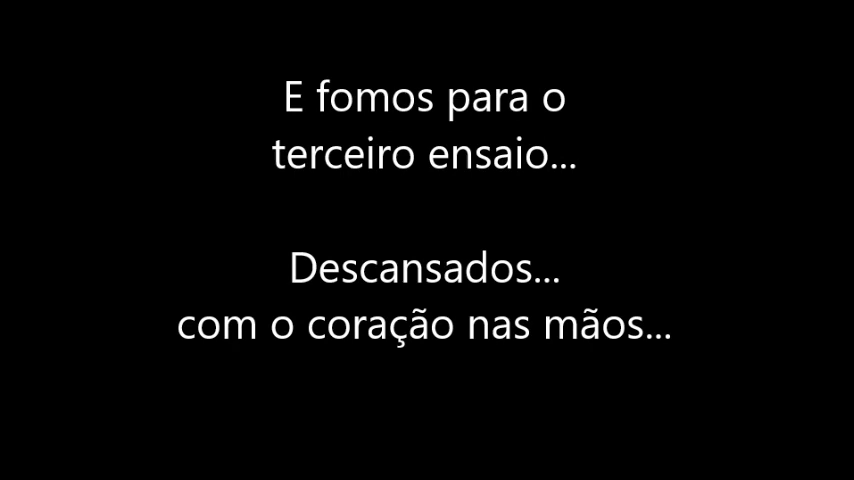 E fomos para o
terceiro ensaio...
Descansados...
com o coração nas mãos...